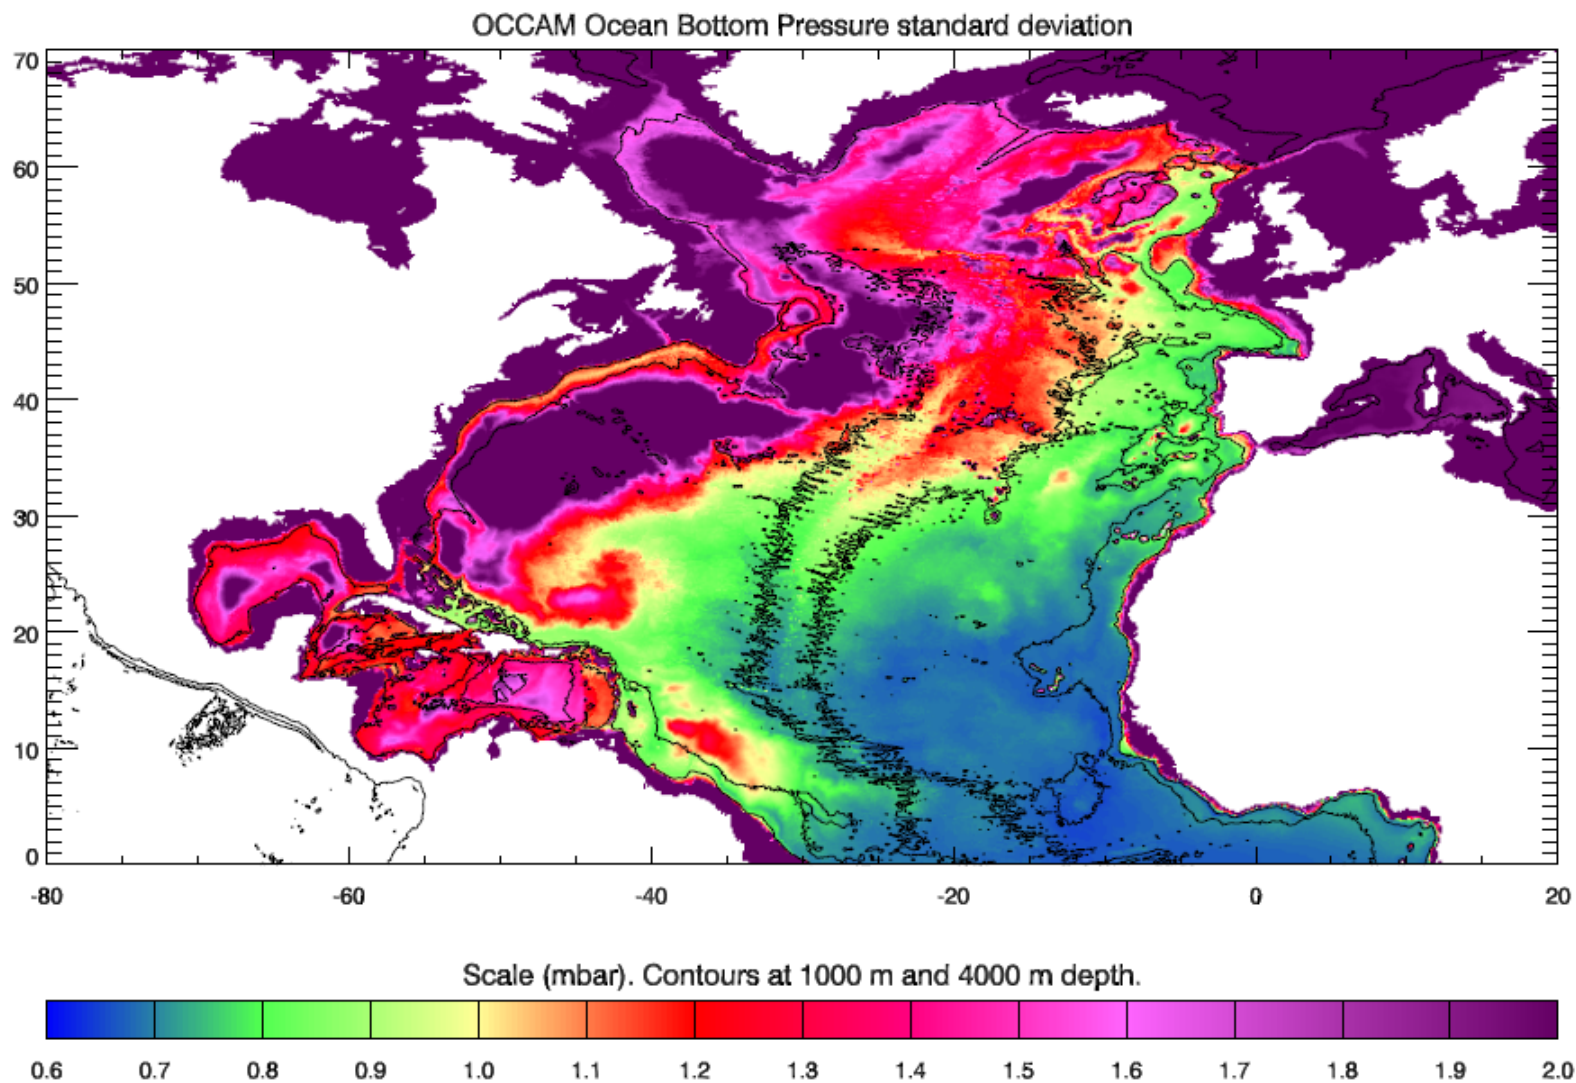 OCCAM Ocean Bottom Pressure standard deviation
70
60
50
40
30
20
10
0
-80 -60 -40 -20 0 20
Scale (mbar). Contours at 1000 m and 4000 m depth.
0.6 0.7 0.8 0.9 1.0 1.1 1.2 1.3 1.4 1.5 1.6 1.7 1.8 1.9 2.0